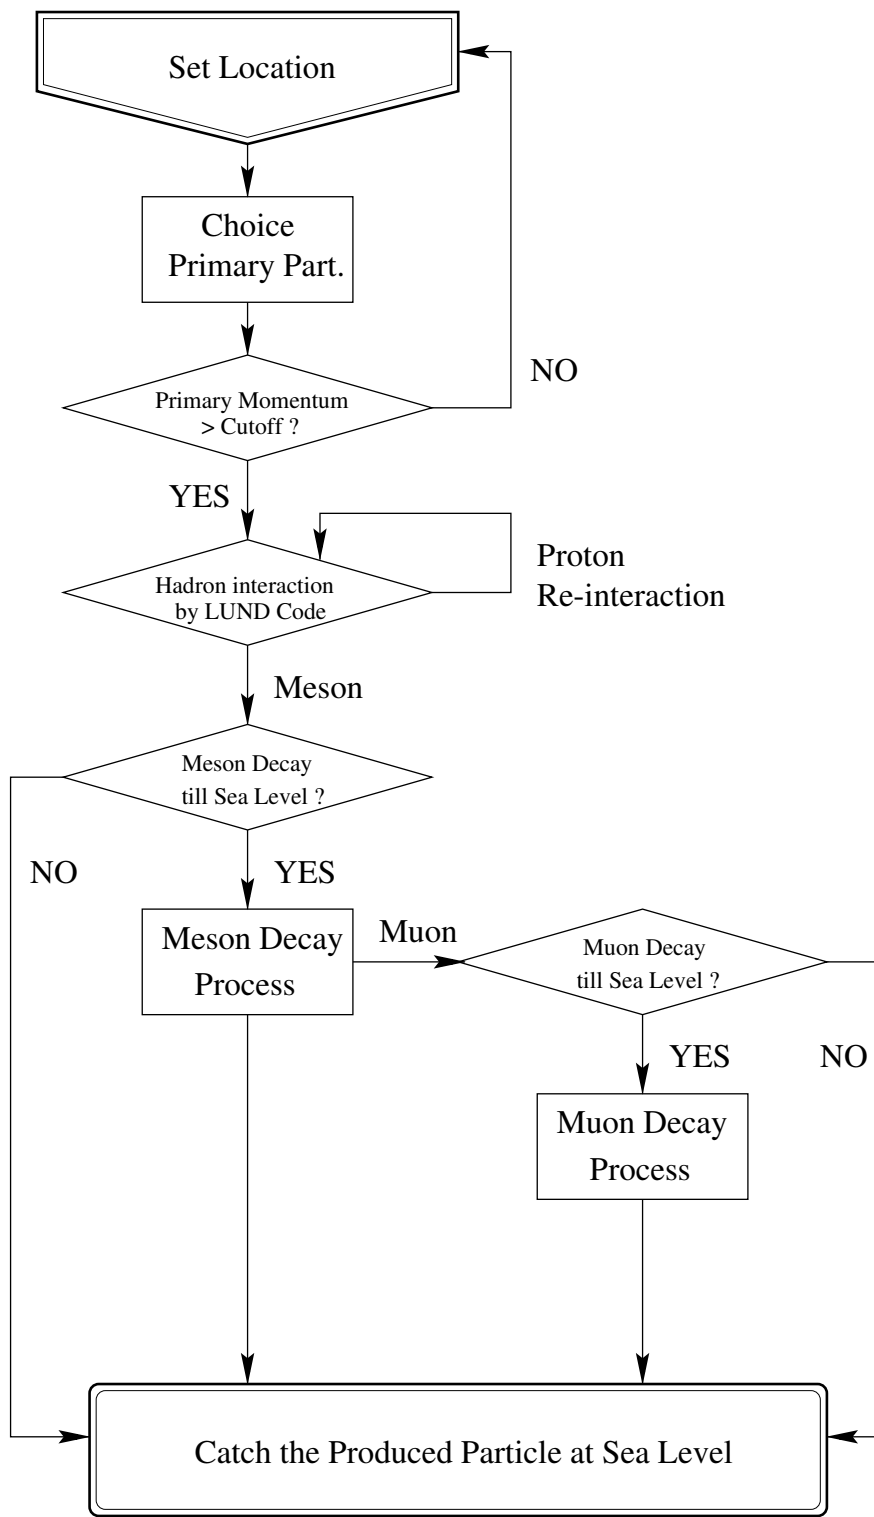 Set Location
Choice
Primary Part.
NO
Primary Momentum
> Cutoff ?
YES
Proton
Re-interaction
Hadron interaction
by LUND Code
Meson
Meson Decay
till Sea Level ?
NO
YES
Meson Decay
Process
Muon
Muon Decay
till Sea Level ?
YES
NO
Muon Decay
Process
Catch the Produced Particle at Sea Level